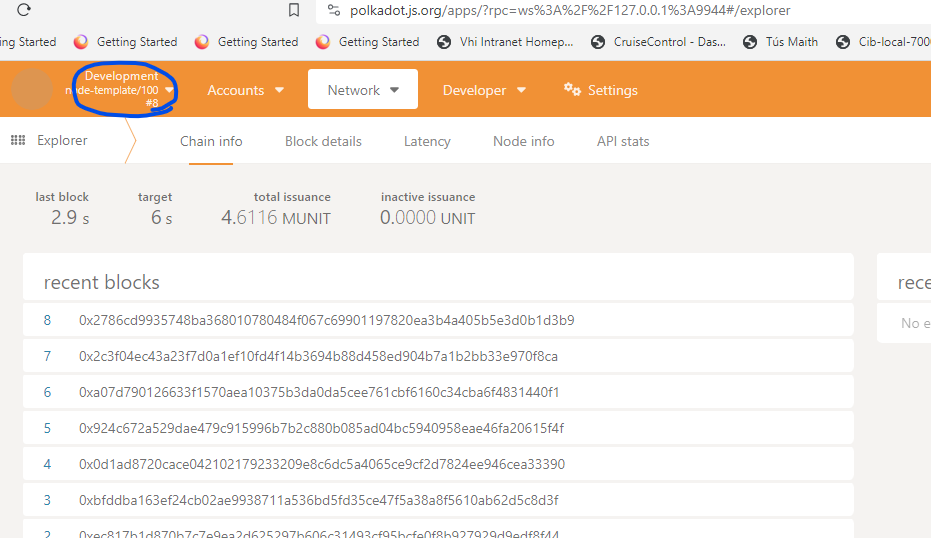 polkadot.js.org/apps/?rpc=ws%3A%2F%2F127.0.0.1%3A9944#/explorer
ing Started Getting Started Getting Started Getting Started Vhi Intranet Homep... CruiseControl - Das... Tús Maith Cib-local-700
Development
node-template/100
#8
Accounts Network Developer Settings
Explorer Chain info Block details Latency Node info API stats
last block target total issuance inactive issuance
2.9 s 6 s 4.6116 MUNIT 0.0000 UNIT
recent blocks rece
8 0x2786cd9935748ba368010780484f067c69901197820ea3b4a405b5e3d0b1d3b9 No e
7 0x2c3f04ec43a23f7d0a1ef10fd4f14b3694b88d458ed904b7a1b2bb33e970f8ca
6 0xa07d790126633f1570aea10375b3da0da5cee761cbf6160c34cba6f4831440f1
5 0x924c672a529dae479c915996b7b2c880b085ad04bc5940958eae46fa20615f4f
4 0x0d1ad8720cace042102179233209e8c6dc5a4065ce9cf2d7824ee946cea33390
3 0xbfddba163ef24cb02ae9938711a536bd5fd35ce47f5a38a8f5610ab62d5c8d3f
2